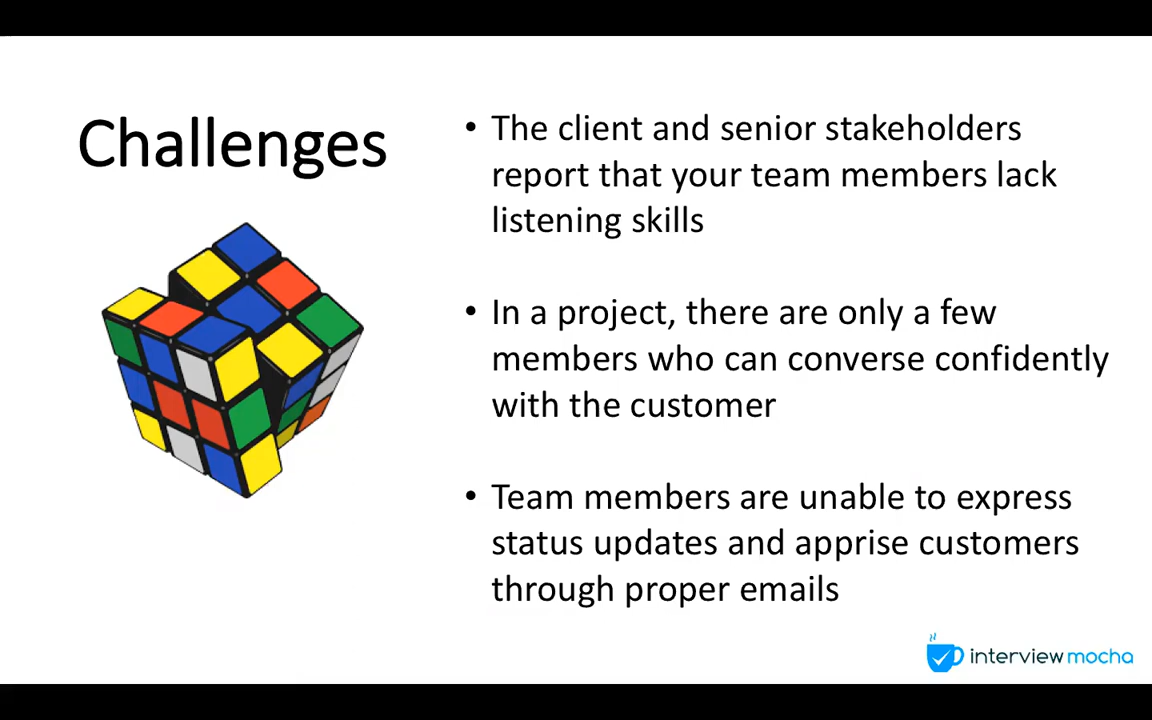 Challenges
• The client and senior stakeholders
report that your team members lack
listening skills
• In a project, there are only a few
members who can converse confidently
with the customer
• Team members are unable to express
status updates and apprise customers
through proper emails
interview mocha